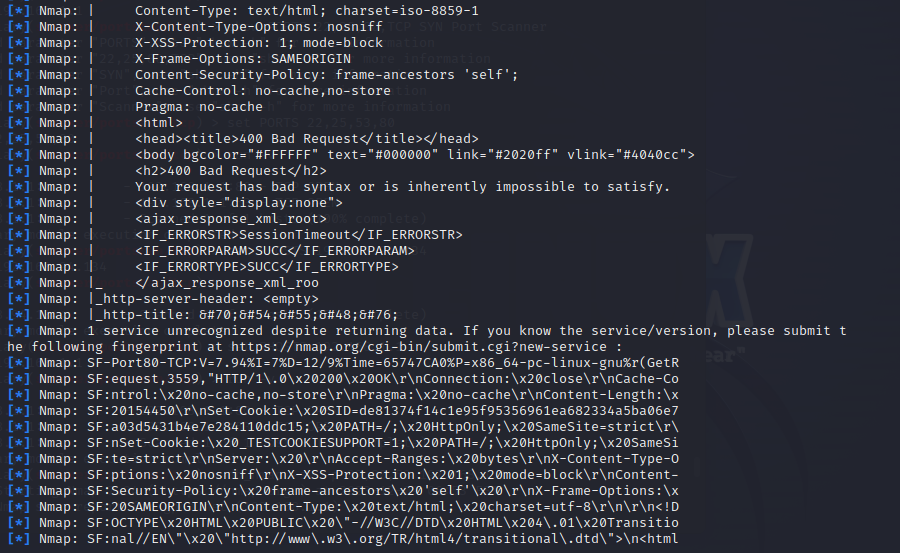 [*] Nmap: |     Content-Type: text/html; charset=iso-8859-1
[*] Nmap: |     X-Content-Type-Options: nosniff
[*] Nmap: |     X-XSS-Protection: 1; mode=block
[*] Nmap: |     X-Frame-Options: SAMEORIGIN
[*] Nmap: |     Content-Security-Policy: frame-ancestors 'self';
[*] Nmap: |     Cache-Control: no-cache,no-store
[*] Nmap: |     Pragma: no-cache
[*] Nmap: |     <html>
[*] Nmap: |     <head><title>400 Bad Request</title></head>
[*] Nmap: |     <body bgcolor="#FFFFFF" text="#000000" link="#2020ff" vlink="#4040cc">
[*] Nmap: |     <h2>400 Bad Request</h2>
[*] Nmap: |     Your request has bad syntax or is inherently impossible to satisfy.
[*] Nmap: |     <div style="display:none">
[*] Nmap: |     <ajax_response_xml_root>
[*] Nmap: |     <IF_ERRORSTR>SessionTimeout</IF_ERRORSTR>
[*] Nmap: |     <IF_ERRORPARAM>SUCC</IF_ERRORPARAM>
[*] Nmap: |     <IF_ERRORTYPE>SUCC</IF_ERRORTYPE>
[*] Nmap: |_    </ajax_response_xml_roo
[*] Nmap: |_http-server-header: <empty>
[*] Nmap: |_http-title: &#70;&#54;&#55;&#48;&#76;
[*] Nmap: 1 service unrecognized despite returning data. If you know the service/version, please submit t
he following fingerprint at https://nmap.org/cgi-bin/submit.cgi?new-service :
[*] Nmap: SF-Port80-TCP:V=7.94%I=7%D=12/9%Time=65747CA0%P=x86_64-pc-linux-gnu%r(GetR
[*] Nmap: SF:equest,3559,"HTTP/1\.0\x20200\x20OK\r\nConnection:\x20close\r\nCache-Co
[*] Nmap: SF:ntrol:\x20no-cache,no-store\r\nPragma:\x20no-cache\r\nContent-Length:\x
[*] Nmap: SF:20154450\r\nSet-Cookie:\x20SID=de81374f14c1e95f95356961ea682334a5ba06e7
[*] Nmap: SF:a03d5431b4e7e284110ddc15;\x20PATH=/;\x20HttpOnly;\x20SameSite=strict\r\
[*] Nmap: SF:nSet-Cookie:\x20_TESTCOOKIESUPPORT=1;\x20PATH=/;\x20HttpOnly;\x20SameSi
[*] Nmap: SF:te=strict\r\nServer:\x20\r\nAccept-Ranges:\x20bytes\r\nX-Content-Type-O
[*] Nmap: SF:ptions:\x20nosniff\r\nX-XSS-Protection:\x201;\x20mode=block\r\nContent-
[*] Nmap: SF:Security-Policy:\x20frame-ancestors\x20'self'\x20\r\nX-Frame-Options:\x
[*] Nmap: SF:20SAMEORIGIN\r\nContent-Type:\x20text/html;\x20charset=utf-8\r\n\r\n<!D
[*] Nmap: SF:OCTYPE\x20HTML\x20PUBLIC\x20\"-//W3C//DTD\x20HTML\x204\.01\x20Transitio
[*] Nmap: SF:nal//EN\"\x20\"http://www\.w3\.org/TR/html4/transitional\.dtd\">\n<html